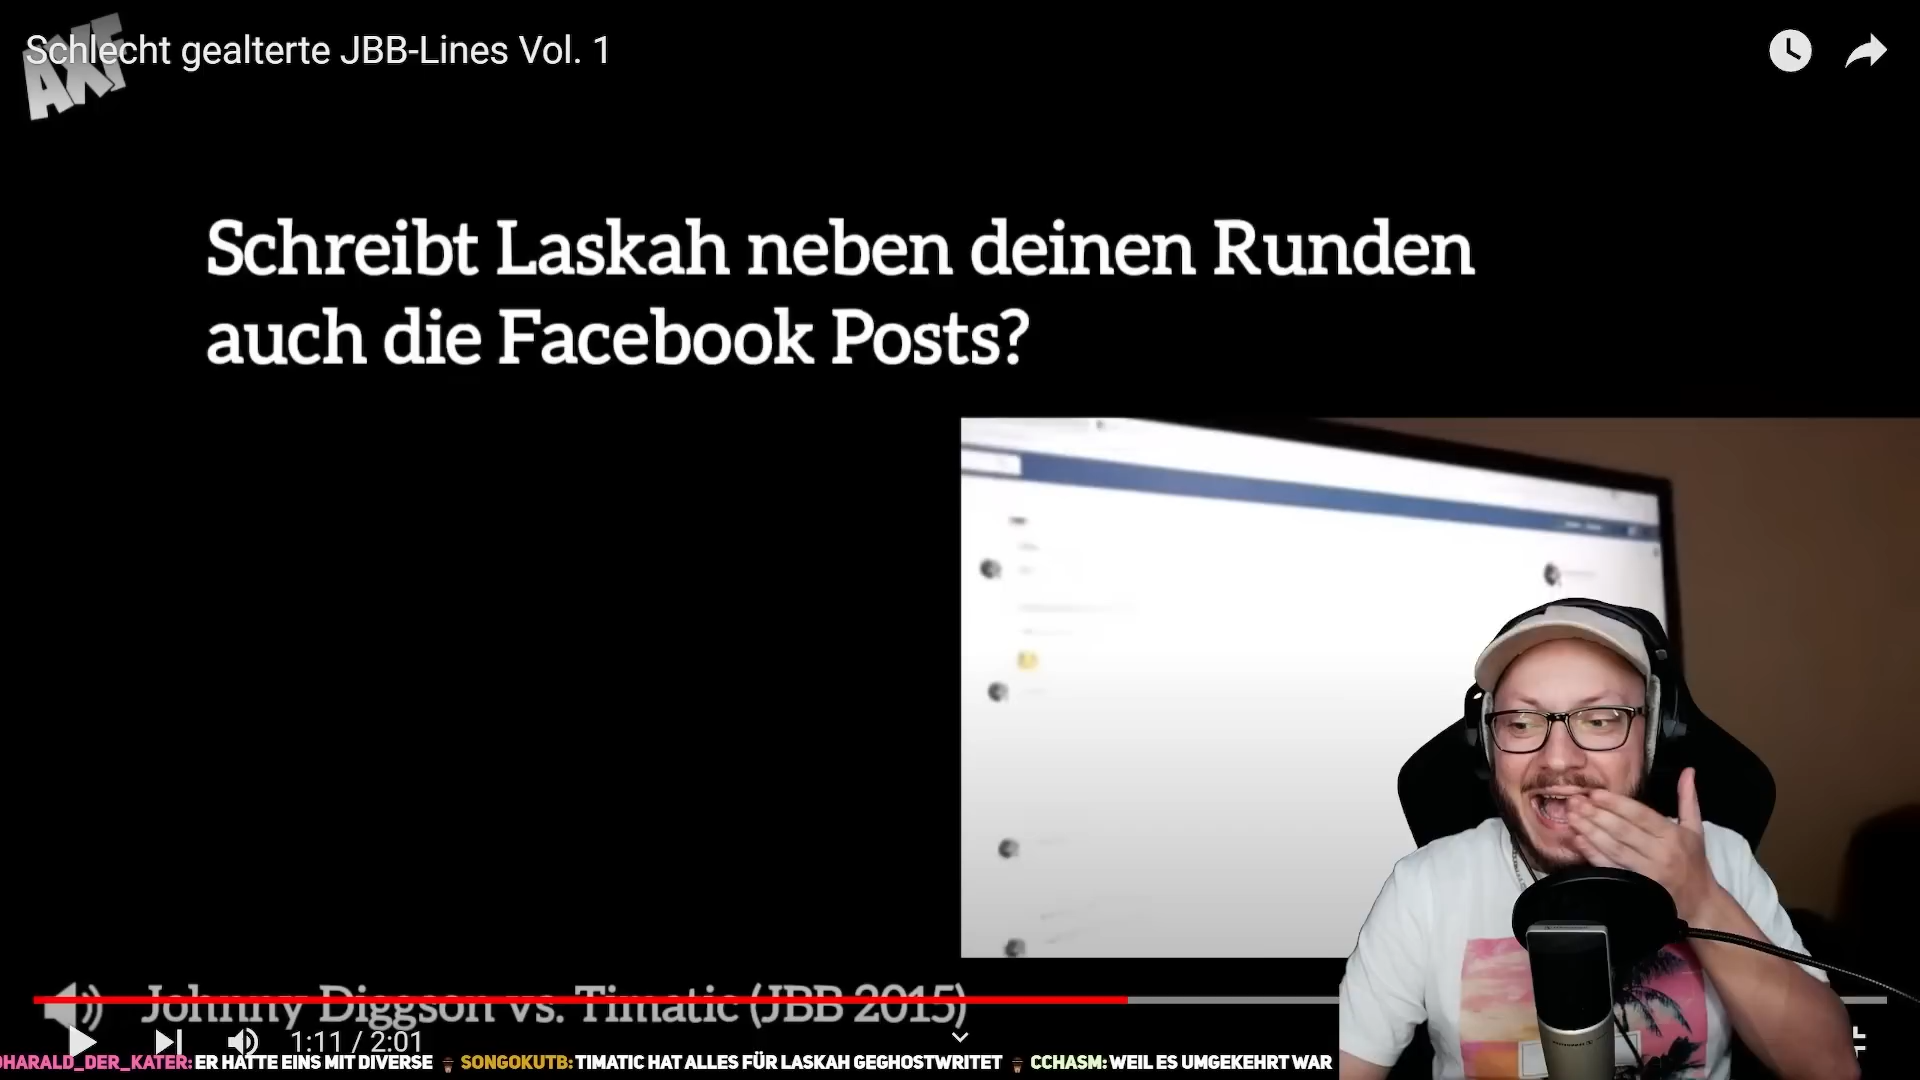 AXF
Schlecht gealterte JBB-Lines Vol. 1
Schreibt Laskah neben deinen Runden
auch die Facebook Posts?
Johnny Diggson vs. Timatic (JBB 2015)
1:11 / 2:01
HARALD_DER_KATER: ER HATTE EINS MIT DIVERSE SONGOKUTB: TIMATIC HAT ALLES FÜR LASKAH GEGHOSTWRITET CCHASM: WEIL ES UMGEKEHRT WAR